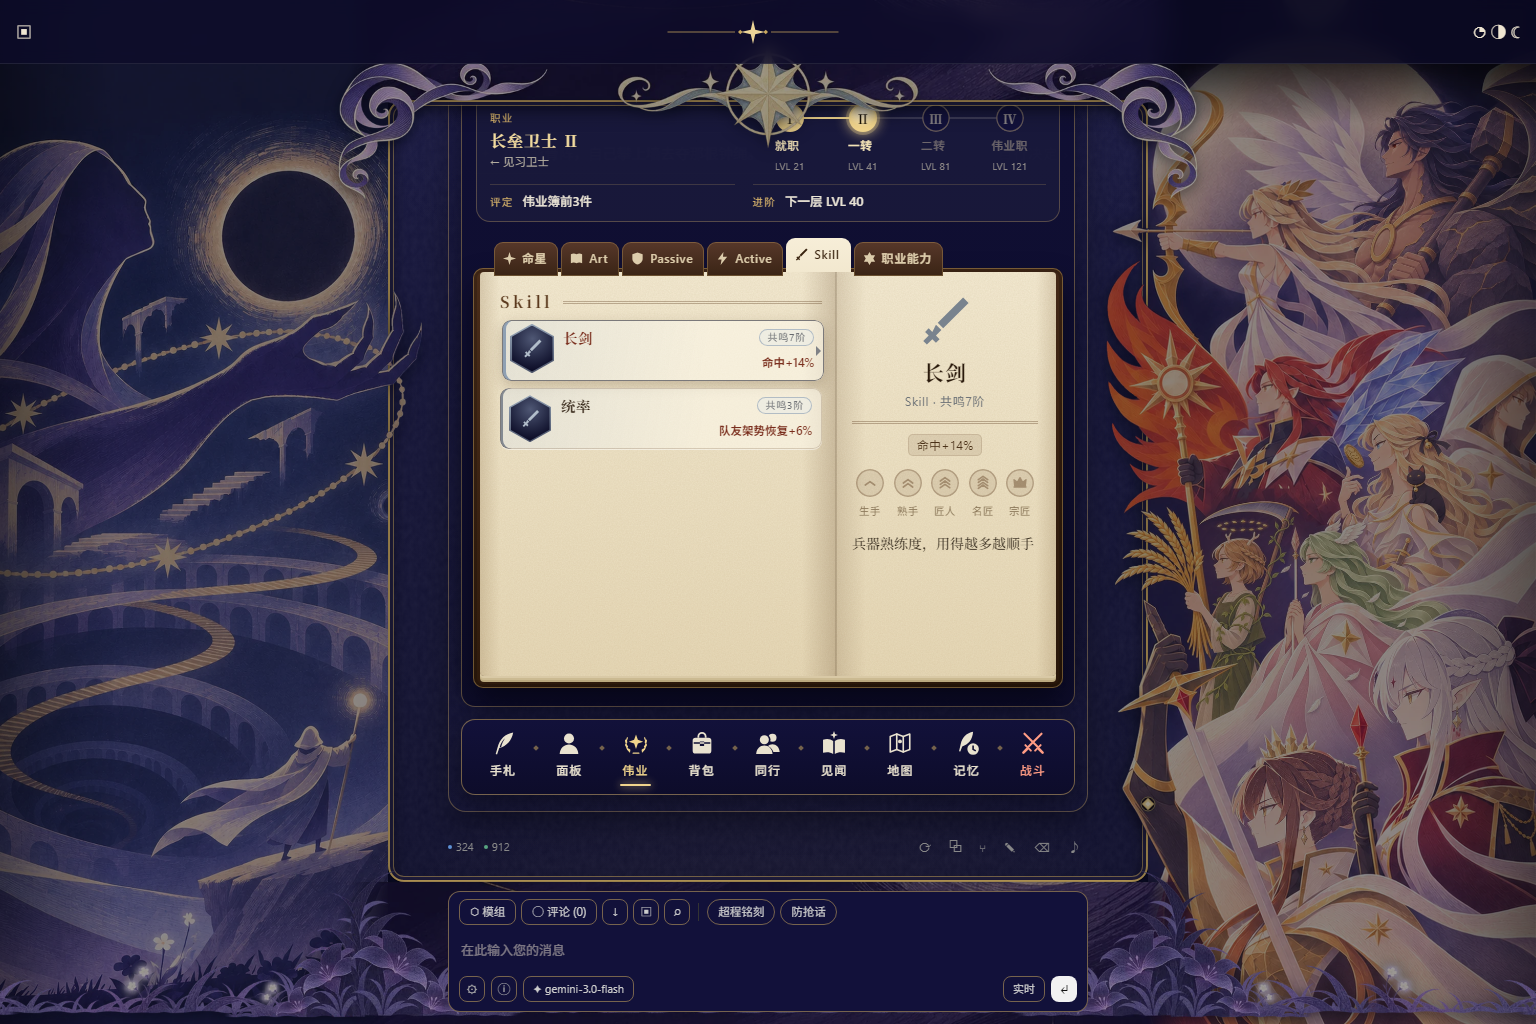 职业
长垒卫士 II
← 见习卫士
I II III IV
就职 一转 二转 伟业职
LVL 21 LVL 41 LVL 81 LVL 121
评定 伟业簿前3件
进阶 下一层 LVL 40
命星 Art Passive Active Skill 职业能力
Skill
长剑 共鸣7阶
命中+14%
统率 共鸣3阶
队友架势恢复+6%
长剑
Skill · 共鸣7阶
命中+14%
生手 熟手 匠人 名匠 宗匠
兵器熟练度，用得越多越顺手
手札 面板 伟业 背包 同行 见闻 地图 记忆 战斗
324 912
模组 评论 (0) 超程铭刻 防抢话
在此输入您的消息
gemini-3.0-flash 实时